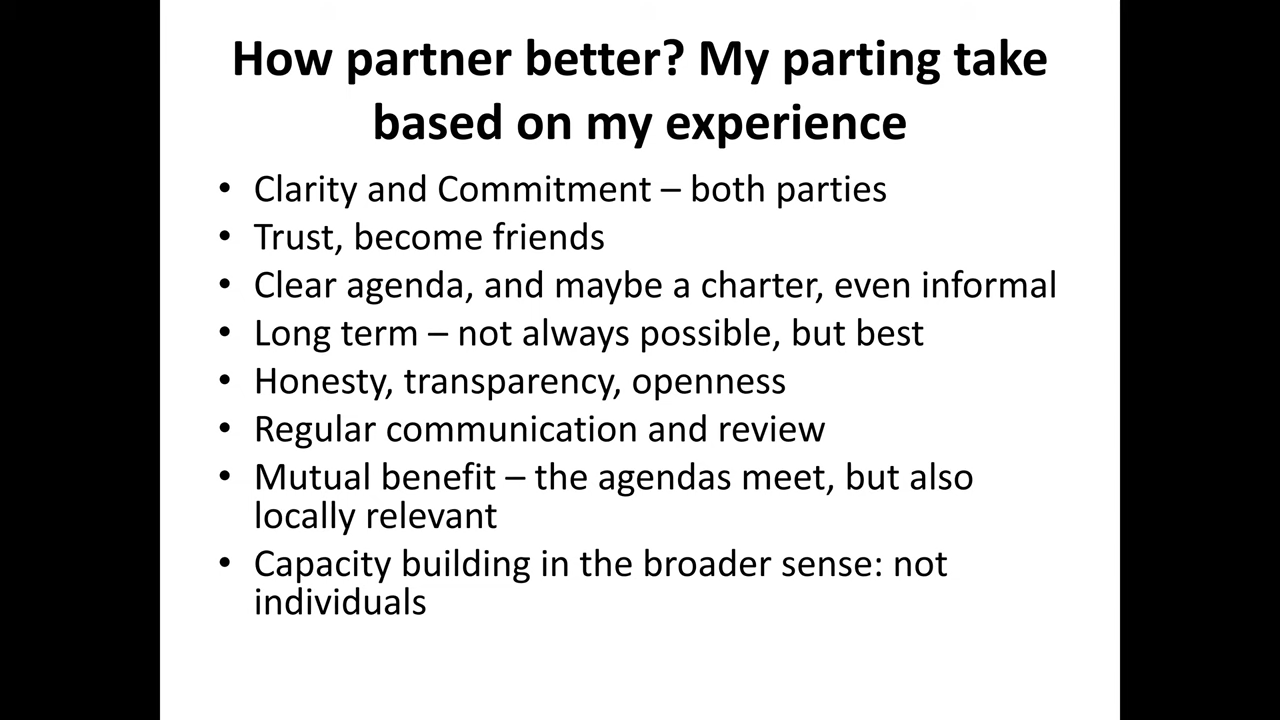 How partner better? My parting take
based on my experience
• Clarity and Commitment – both parties
• Trust, become friends
• Clear agenda, and maybe a charter, even informal
• Long term – not always possible, but best
• Honesty, transparency, openness
• Regular communication and review
• Mutual benefit – the agendas meet, but also
locally relevant
• Capacity building in the broader sense: not
individuals